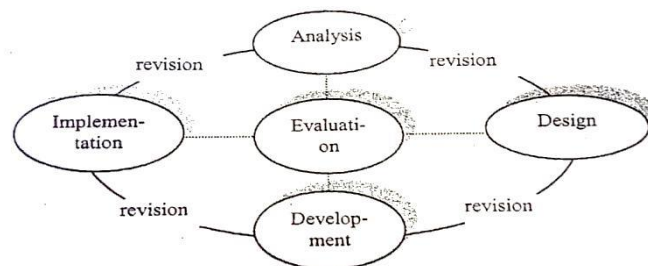 Analysis
revision
revision
Implemen-
tation
Evaluati-
on
Design
revision
revision
Develop-
ment